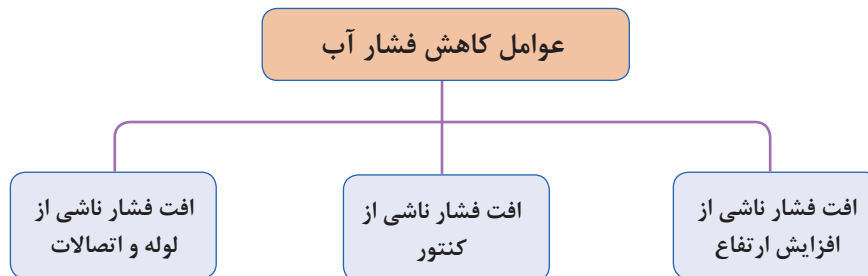 عوامل کاهش فشار آب
افت فشار ناشی از
افزایش ارتفاع
افت فشار ناشی از
کنتور
افت فشار ناشی از
لوله و اتصالات